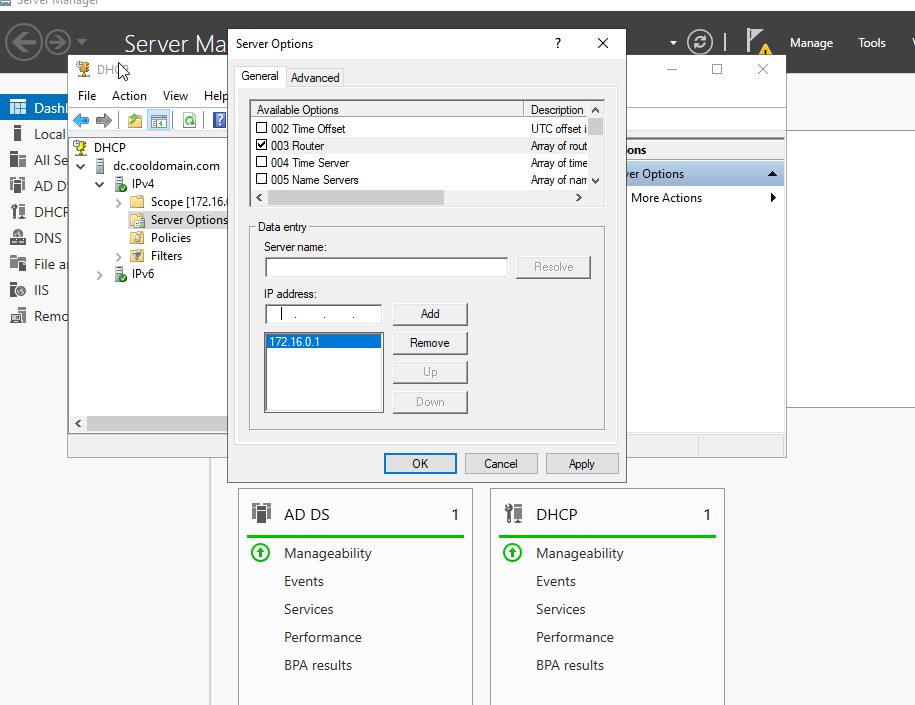 Server Manager
Server Ma
Manage
Tools
Server Options
?
General
Advanced
Available Options
Description
002 Time Offset
UTC offset i
003 Router
Array of rout
004 Time Server
Array of time
005 Name Servers
Array of nam
Data entry
Server name:
Resolve
IP address:
. . .
Add
172.16.0.1
Remove
Up
Down
OK
Cancel
Apply
DHCP
File
Action
View
Help
DHCP
dc.cooldomain.com
IPv4
Scope [172.16.0
Server Options
Policies
Filters
IPv6
ons
ver Options
More Actions
Dashb
Local
All Se
AD D
DHCP
DNS
File a
IIS
Remo
AD DS
1
Manageability
Events
Services
Performance
BPA results
DHCP
1
Manageability
Events
Services
Performance
BPA results